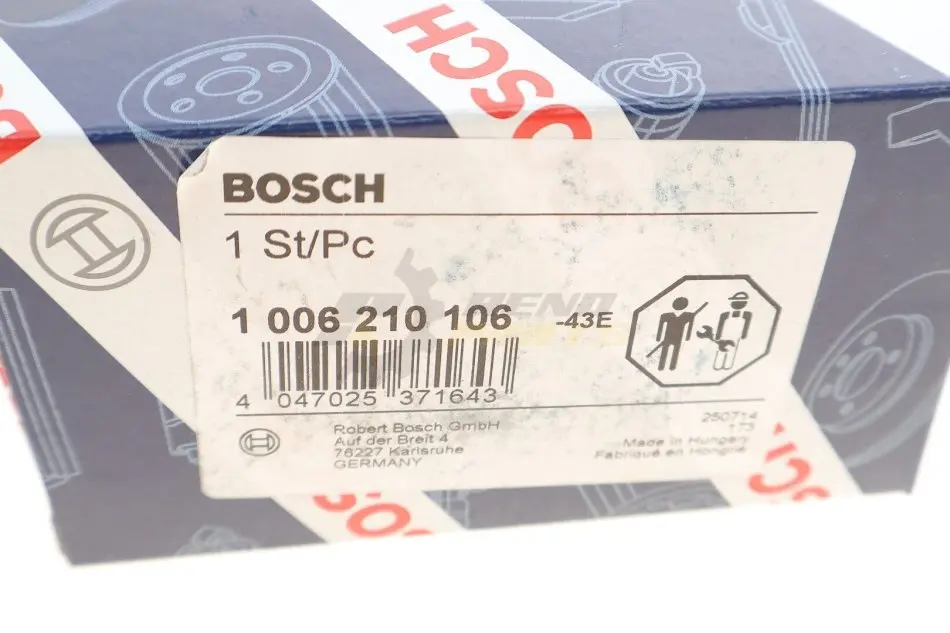 BOSCH
BOSCH
1 St/Pc
1 006 210 106 -43E
4 047025 371643
Robert Bosch GmbH
Auf der Breit 4
76227 Karlsruhe
GERMANY
250714
173
Made in Hungary
Fabriqué en Hongrie